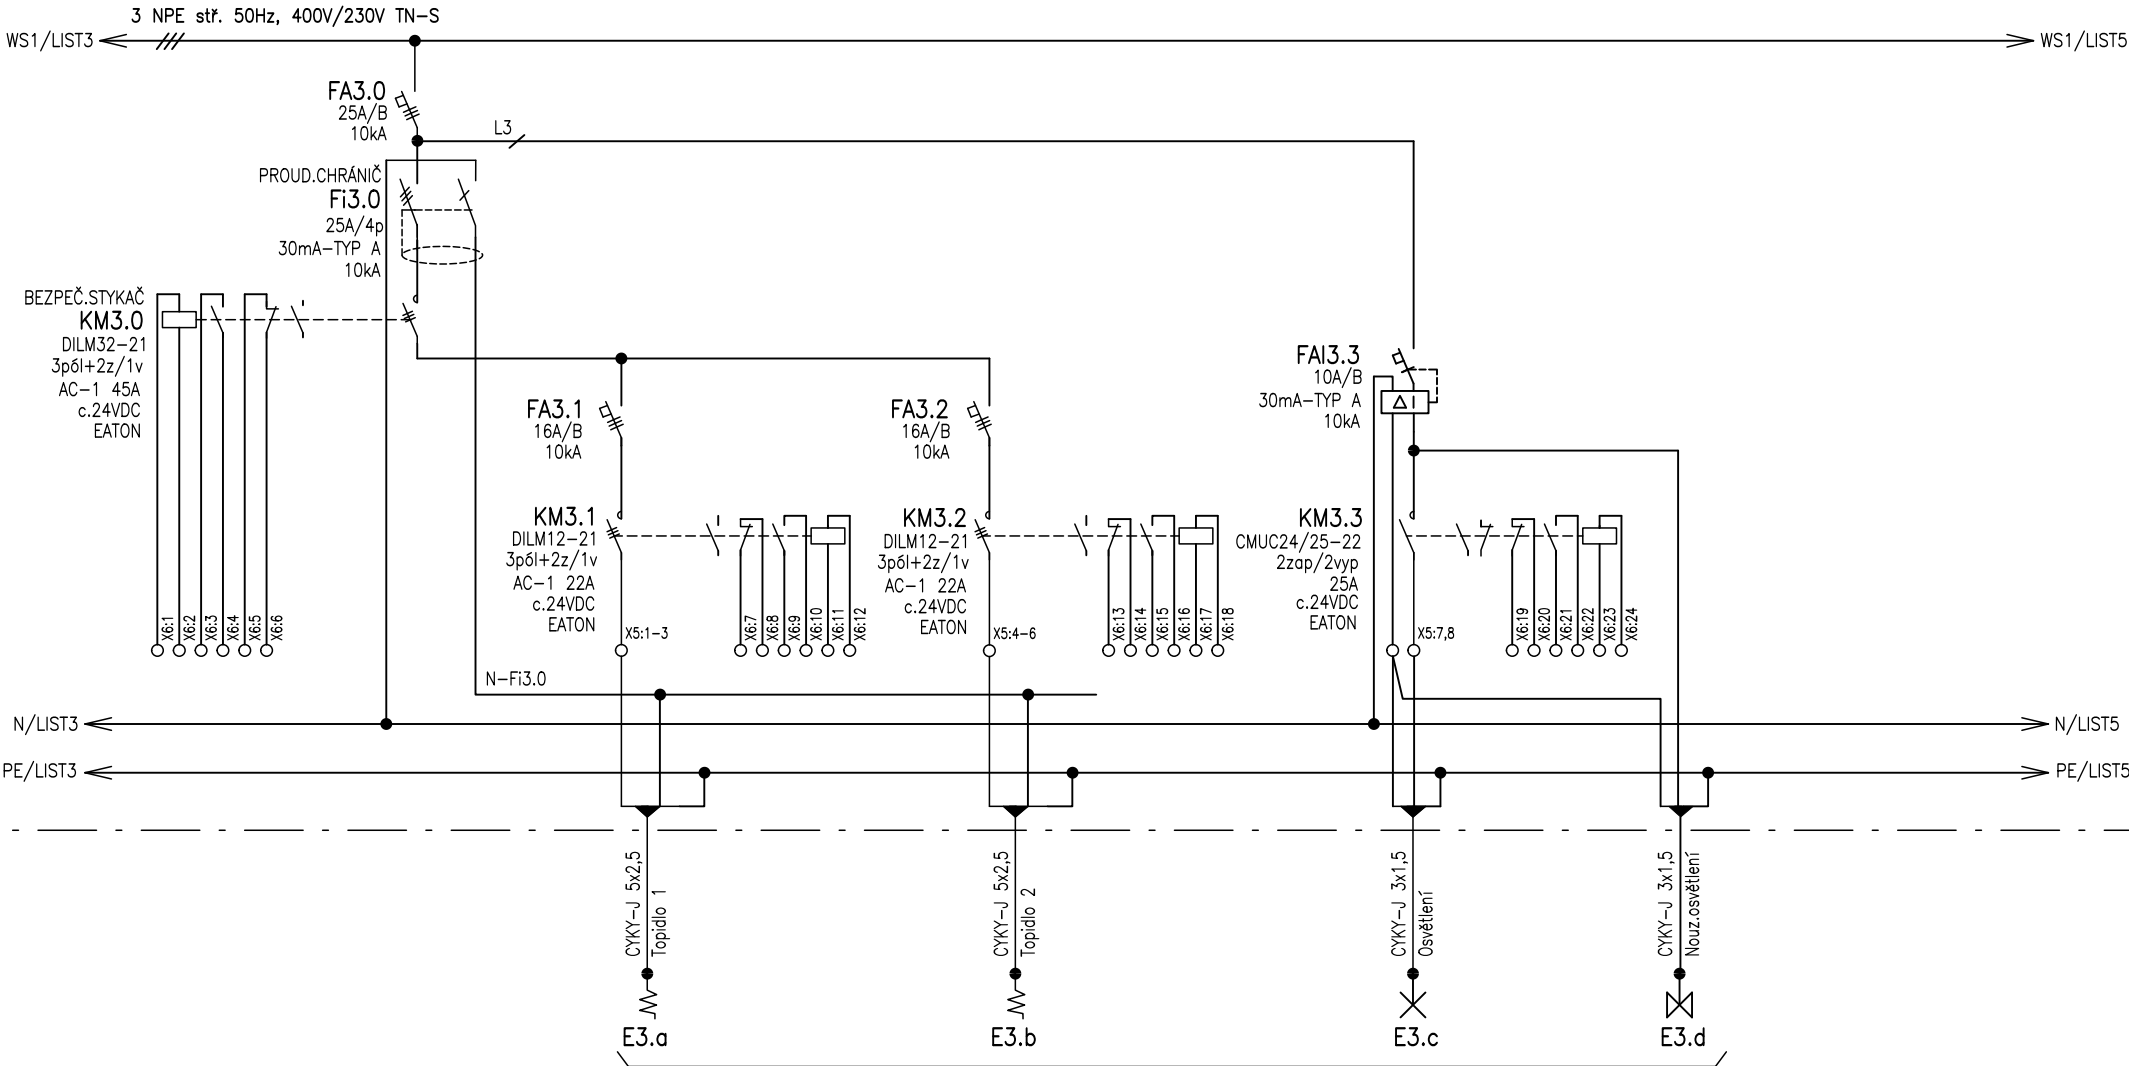 3 NPE stř. 50Hz, 400V/230V TN-S
WS1/LIST3
WS1/LIST5
FA3.0
25A/B
10kA
L3
PROUD.CHRÁNIČ
Fi3.0
25A/4p
30mA-TYP A
10kA
BEZPEČ.STYKAČ
KM3.0
DILM32-21
3pól+2z/1v
AC-1 45A
c.24VDC
EATON
X6:1
X6:2
X6:3
X6:4
X6:5
X6:6
FA3.1
16A/B
10kA
KM3.1
DILM12-21
3pól+2z/1v
AC-1 22A
c.24VDC
EATON
X5:1-3
X6:7
X6:8
X6:9
X6:10
X6:11
X6:12
FA3.2
16A/B
10kA
KM3.2
DILM12-21
3pól+2z/1v
AC-1 22A
c.24VDC
EATON
X5:4-6
X6:13
X6:14
X6:15
X6:16
X6:17
X6:18
FAI3.3
10A/B
30mA-TYP A
10kA
KM3.3
CMUC24/25-22
2zap/2vyp
25A
c.24VDC
EATON
X5:7,8
X6:19
X6:20
X6:21
X6:22
X6:23
X6:24
N-Fi3.0
N/LIST3
N/LIST5
PE/LIST3
PE/LIST5
CYKY-J 5x2,5
Topidlo 1
CYKY-J 5x2,5
Topidlo 2
CYKY-J 3x1,5
Osvětlení
CYKY-J 3x1,5
Nouz.osvětlení
E3.a
E3.b
E3.c
E3.d